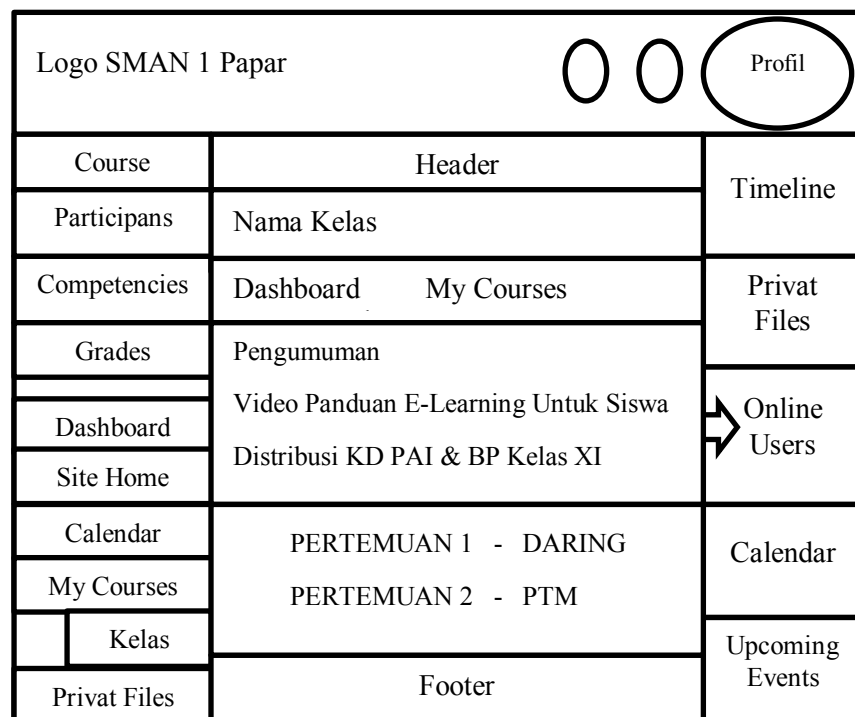 Logo SMAN 1 Papar
Profil
Course
Participans
Competencies
Grades
Dashboard
Site Home
Calendar
My Courses
Kelas
Privat Files
Header
Nama Kelas
Dashboard My Courses
Pengumuman
Video Panduan E-Learning Untuk Siswa
Distribusi KD PAI & BP Kelas XI
PERTEMUAN 1 - DARING
PERTEMUAN 2 - PTM
Footer
Timeline
Privat
Files
Online
Users
Calendar
Upcoming
Events